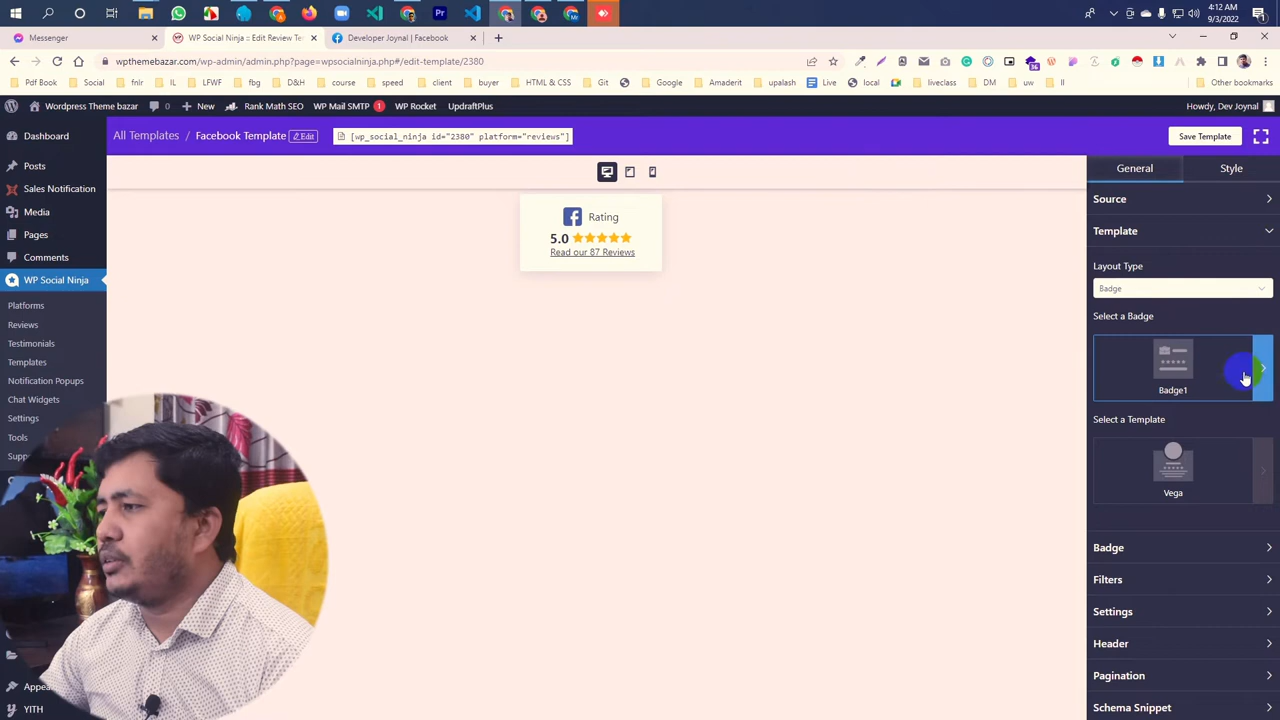 4:12 AM
9/3/2022
Messenger
WP Social Ninja :: Edit Review Te
Developer Joynal | Facebook
wpthemebazar.com/wp-admin/admin.php?page=wpsocialninja.php#/edit-template/2380
Pdf Book Social fnlr IL LFWF fbg D&H course speed client buyer HTML & CSS Git Google Amaderit upalash Live local liveclass DM uw Il Other bookmarks
Wordpress Theme bazar 0 New Rank Math SEO WP Mail SMTP 1 WP Rocket UpdraftPlus Howdy, Dev Joynal
Dashboard
Posts
Sales Notification
Media
Pages
Comments
WP Social Ninja
Platforms
Reviews
Testimonials
Templates
Notification Popups
Chat Widgets
Settings
Tools
Supp
Appea
YITH
All Templates / Facebook Template Edit [wp_social_ninja id="2380" platform="reviews"] Save Template
Rating
5.0
Read our 87 Reviews
General Style
Source
Template
Layout Type
Badge
Select a Badge
Badge1
Select a Template
Vega
Badge
Filters
Settings
Header
Pagination
Schema Snippet